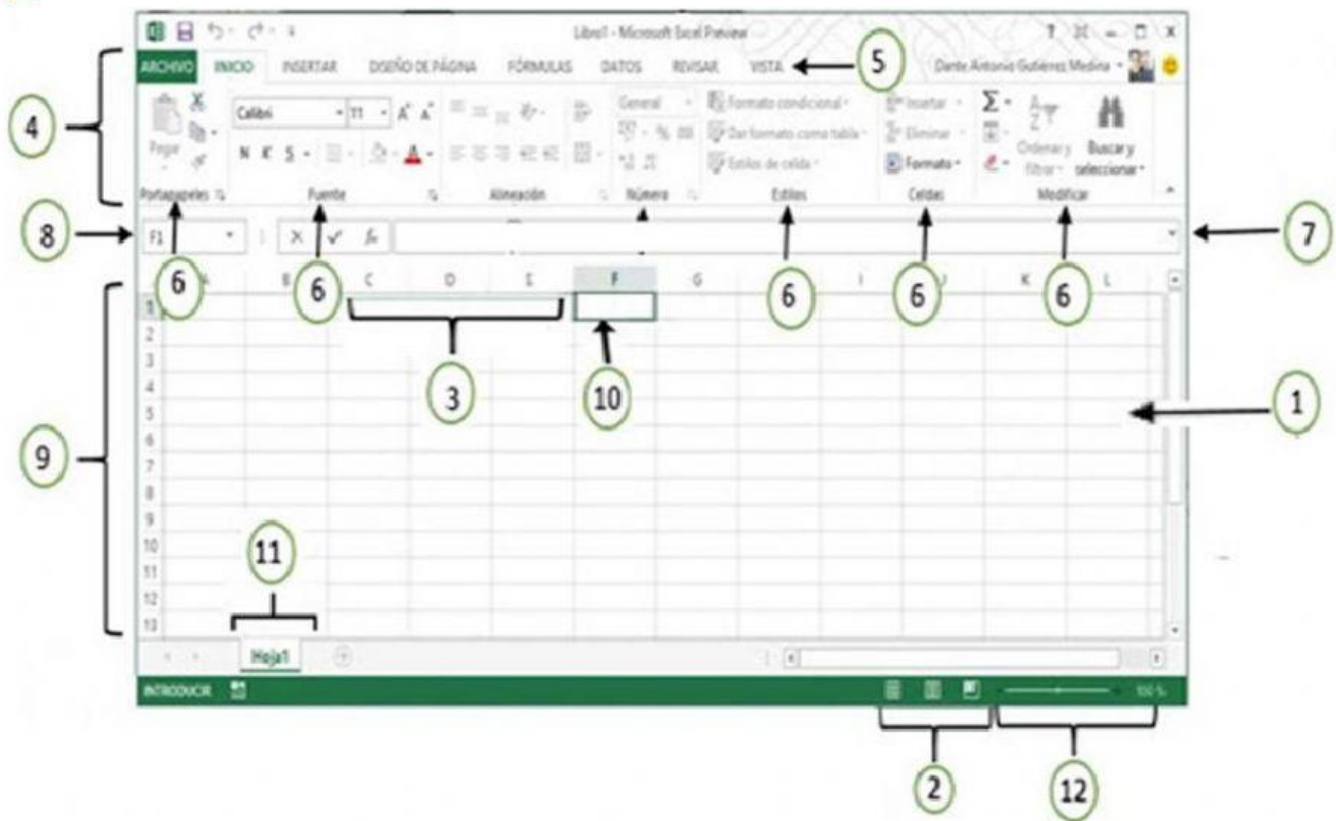 Libro1 - Microsoft Excel Preview ?
ARCHIVO INICIO INSERTAR DISEÑO DE PÁGINA FÓRMULAS DATOS REVISAR VISTA 5 Dante Antonio Gutiérrez Medina
4
Calibri 11 A A General Formato condicional Insertar Σ
Pegar % 000 Dar formato como tabla Eliminar Ordenar y Buscar y
N K S A Estilos de celda Formato filtrar seleccionar
Portapapeles Fuente Alineación Número Estilos Celdas Modificar
8 F1 fx 7
6 6 6 6 6
A B C D E F G I J K L
1
2
3
4
5
6
7
8
9
10
11
12
13
3 10 1
9
11
Hoja1
INTRODUCIR 100 %
2 12